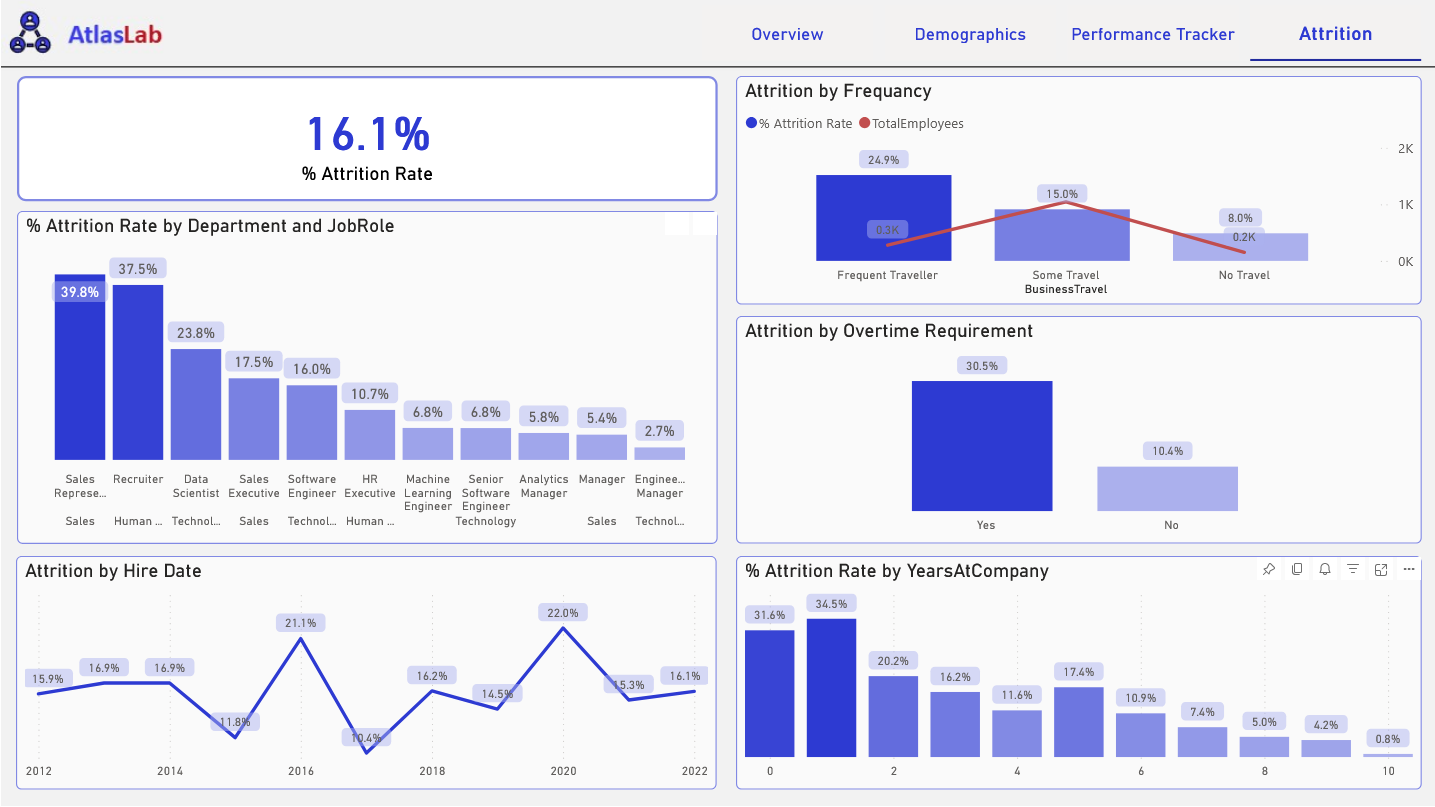 AtlasLab
Overview Demographics Performance Tracker Attrition
16.1%
% Attrition Rate
% Attrition Rate by Department and JobRole
39.8% 37.5% 23.8% 17.5% 16.0% 10.7% 6.8% 6.8% 5.8% 5.4% 2.7%
Sales Recruiter Data Sales Software HR Machine Senior Analytics Manager Enginee...
Represe... Scientist Executive Engineer Executive Learning Software Manager Manager
Engineer Engineer
Sales Human ... Technol... Sales Technol... Human ... Technology Sales Technol...
Attrition by Hire Date
15.9% 16.9% 16.9% 11.8% 21.1% 10.4% 16.2% 14.5% 22.0% 15.3% 16.1%
2012 2014 2016 2018 2020 2022
Attrition by Frequancy
% Attrition Rate TotalEmployees
2K
1K
0K
24.9% 15.0% 8.0%
0.3K 0.2K
Frequent Traveller Some Travel No Travel
BusinessTravel
Attrition by Overtime Requirement
30.5% 10.4%
Yes No
% Attrition Rate by YearsAtCompany
31.6% 34.5% 20.2% 16.2% 11.6% 17.4% 10.9% 7.4% 5.0% 4.2% 0.8%
0 2 4 6 8 10